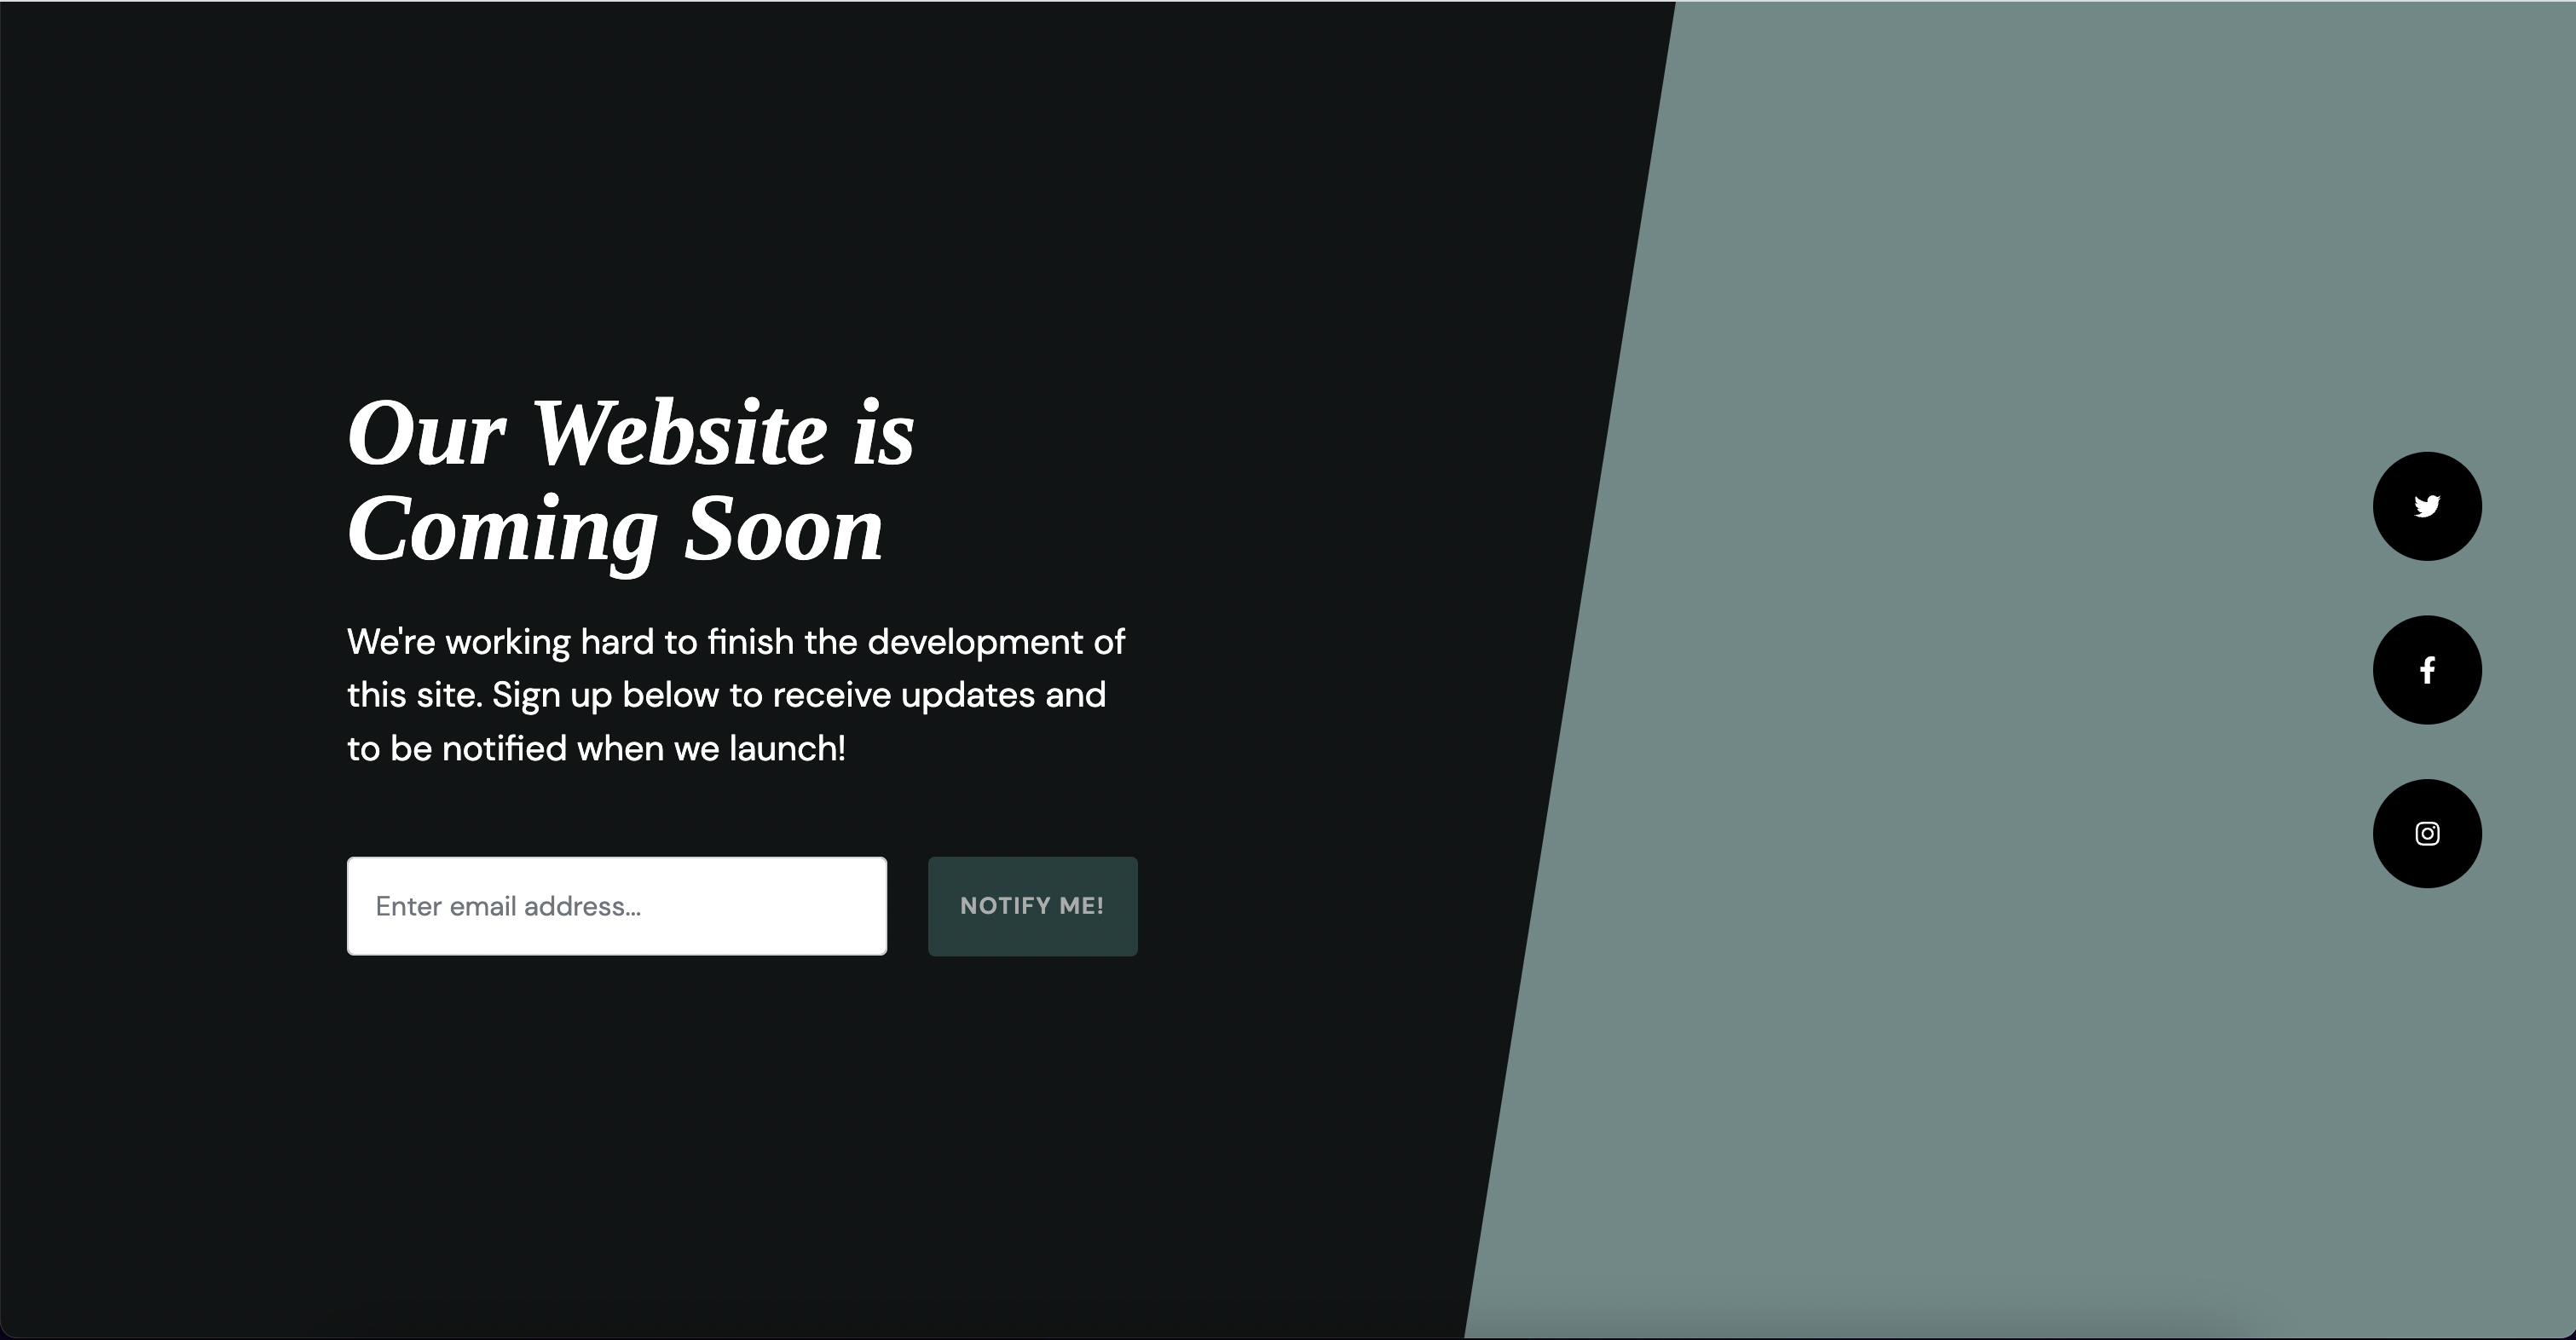 Our Website is
Coming Soon
We're working hard to finish the development of
this site. Sign up below to receive updates and
to be notified when we launch!
Enter email address...
NOTIFY ME!